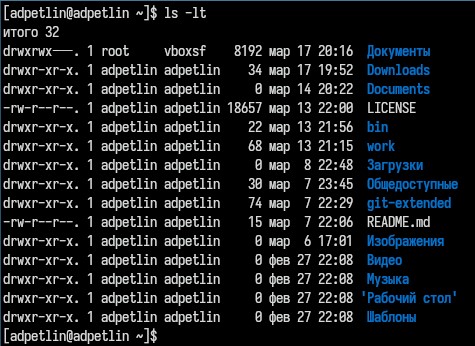 [adpetlin@adpetlin ~]$ ls -lt
итого 32
drwxrwx---. 1 root     vboxsf    8192 мар 17 20:16  Документы
drwxr-xr-x. 1 adpetlin adpetlin    34 мар 17 19:52  Downloads
drwxr-xr-x. 1 adpetlin adpetlin     0 мар 14 20:22  Documents
-rw-r--r--. 1 adpetlin adpetlin 18657 мар 13 22:00  LICENSE
drwxr-xr-x. 1 adpetlin adpetlin    22 мар 13 21:56  bin
drwxr-xr-x. 1 adpetlin adpetlin    68 мар 13 21:15  work
drwxr-xr-x. 1 adpetlin adpetlin     0 мар  8 22:48  Загрузки
drwxr-xr-x. 1 adpetlin adpetlin    30 мар  7 23:45  Общедоступные
drwxr-xr-x. 1 adpetlin adpetlin    74 мар  7 22:29  git-extended
-rw-r--r--. 1 adpetlin adpetlin    15 мар  7 22:06  README.md
drwxr-xr-x. 1 adpetlin adpetlin     0 мар  6 17:01  Изображения
drwxr-xr-x. 1 adpetlin adpetlin     0 фев 27 22:08  Видео
drwxr-xr-x. 1 adpetlin adpetlin     0 фев 27 22:08  Музыка
drwxr-xr-x. 1 adpetlin adpetlin     0 фев 27 22:08 'Рабочий стол'
drwxr-xr-x. 1 adpetlin adpetlin     0 фев 27 22:08  Шаблоны
[adpetlin@adpetlin ~]$